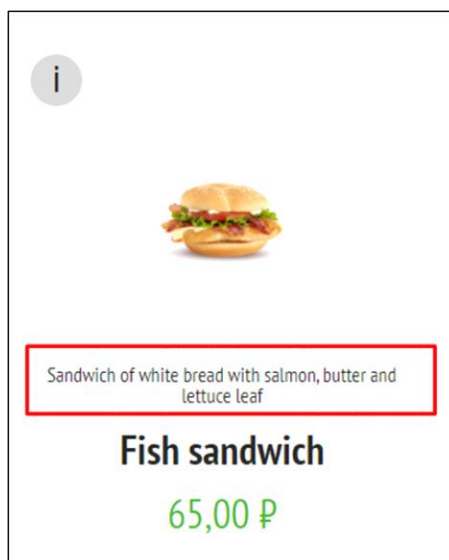 i
Sandwich of white bread with salmon, butter and
lettuce leaf
Fish sandwich
65,00 ₽